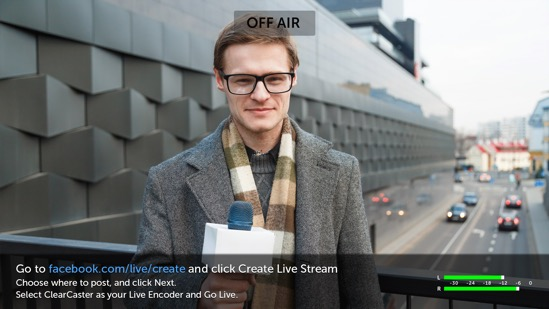 OFF AIR
Go to facebook.com/live/create and click Create Live Stream
Choose where to post, and click Next.
Select ClearCaster as your Live Encoder and Go Live.
L
-30 -24 -18 -12 -6 0
R